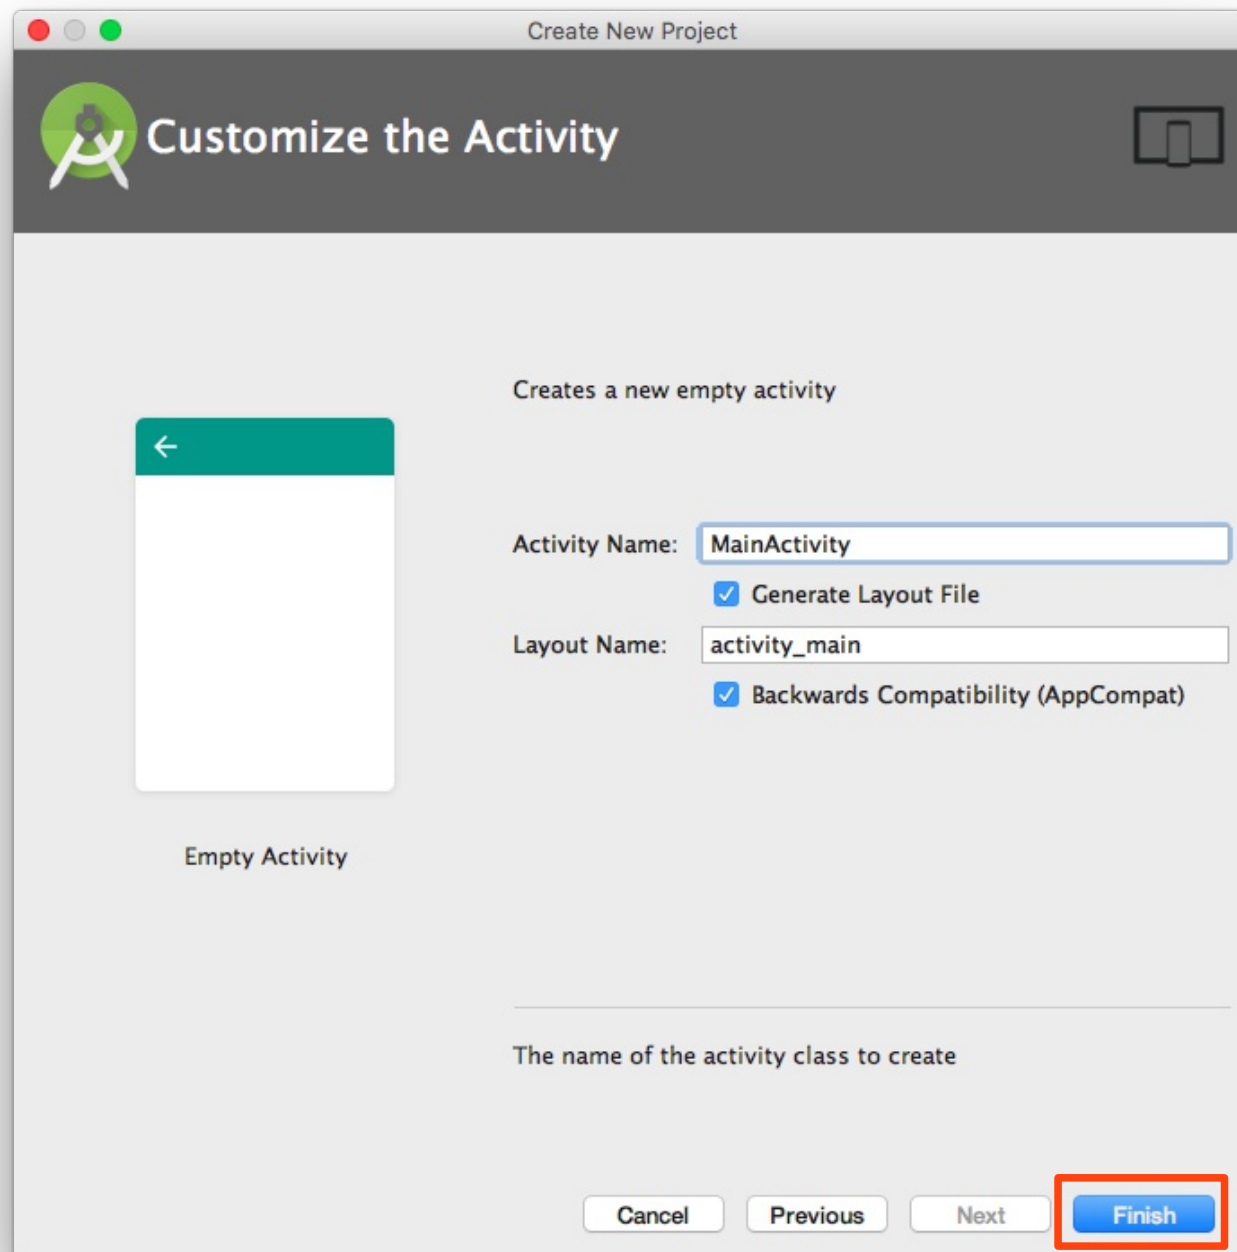 Create New Project
Customize the Activity
Creates a new empty activity
Activity Name: MainActivity
Generate Layout File
Layout Name: activity_main
Backwards Compatibility (AppCompat)
Empty Activity
The name of the activity class to create
Cancel Previous Next Finish